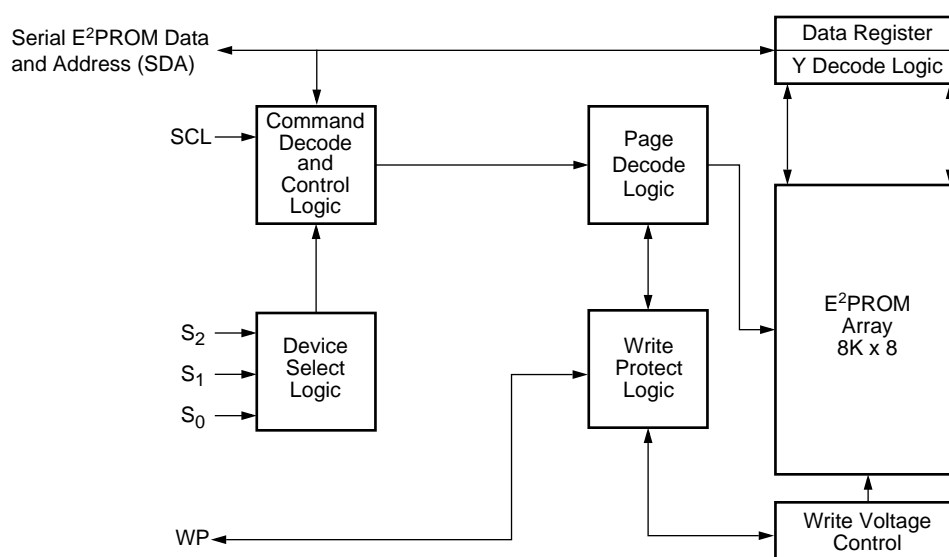 Serial E²PROM Data
and Address (SDA)
Data Register
Y Decode Logic
SCL
Command
Decode
and
Control
Logic
Page
Decode
Logic
E²PROM
Array
8K x 8
S₂
S₁
S₀
Device
Select
Logic
Write
Protect
Logic
WP
Write Voltage
Control